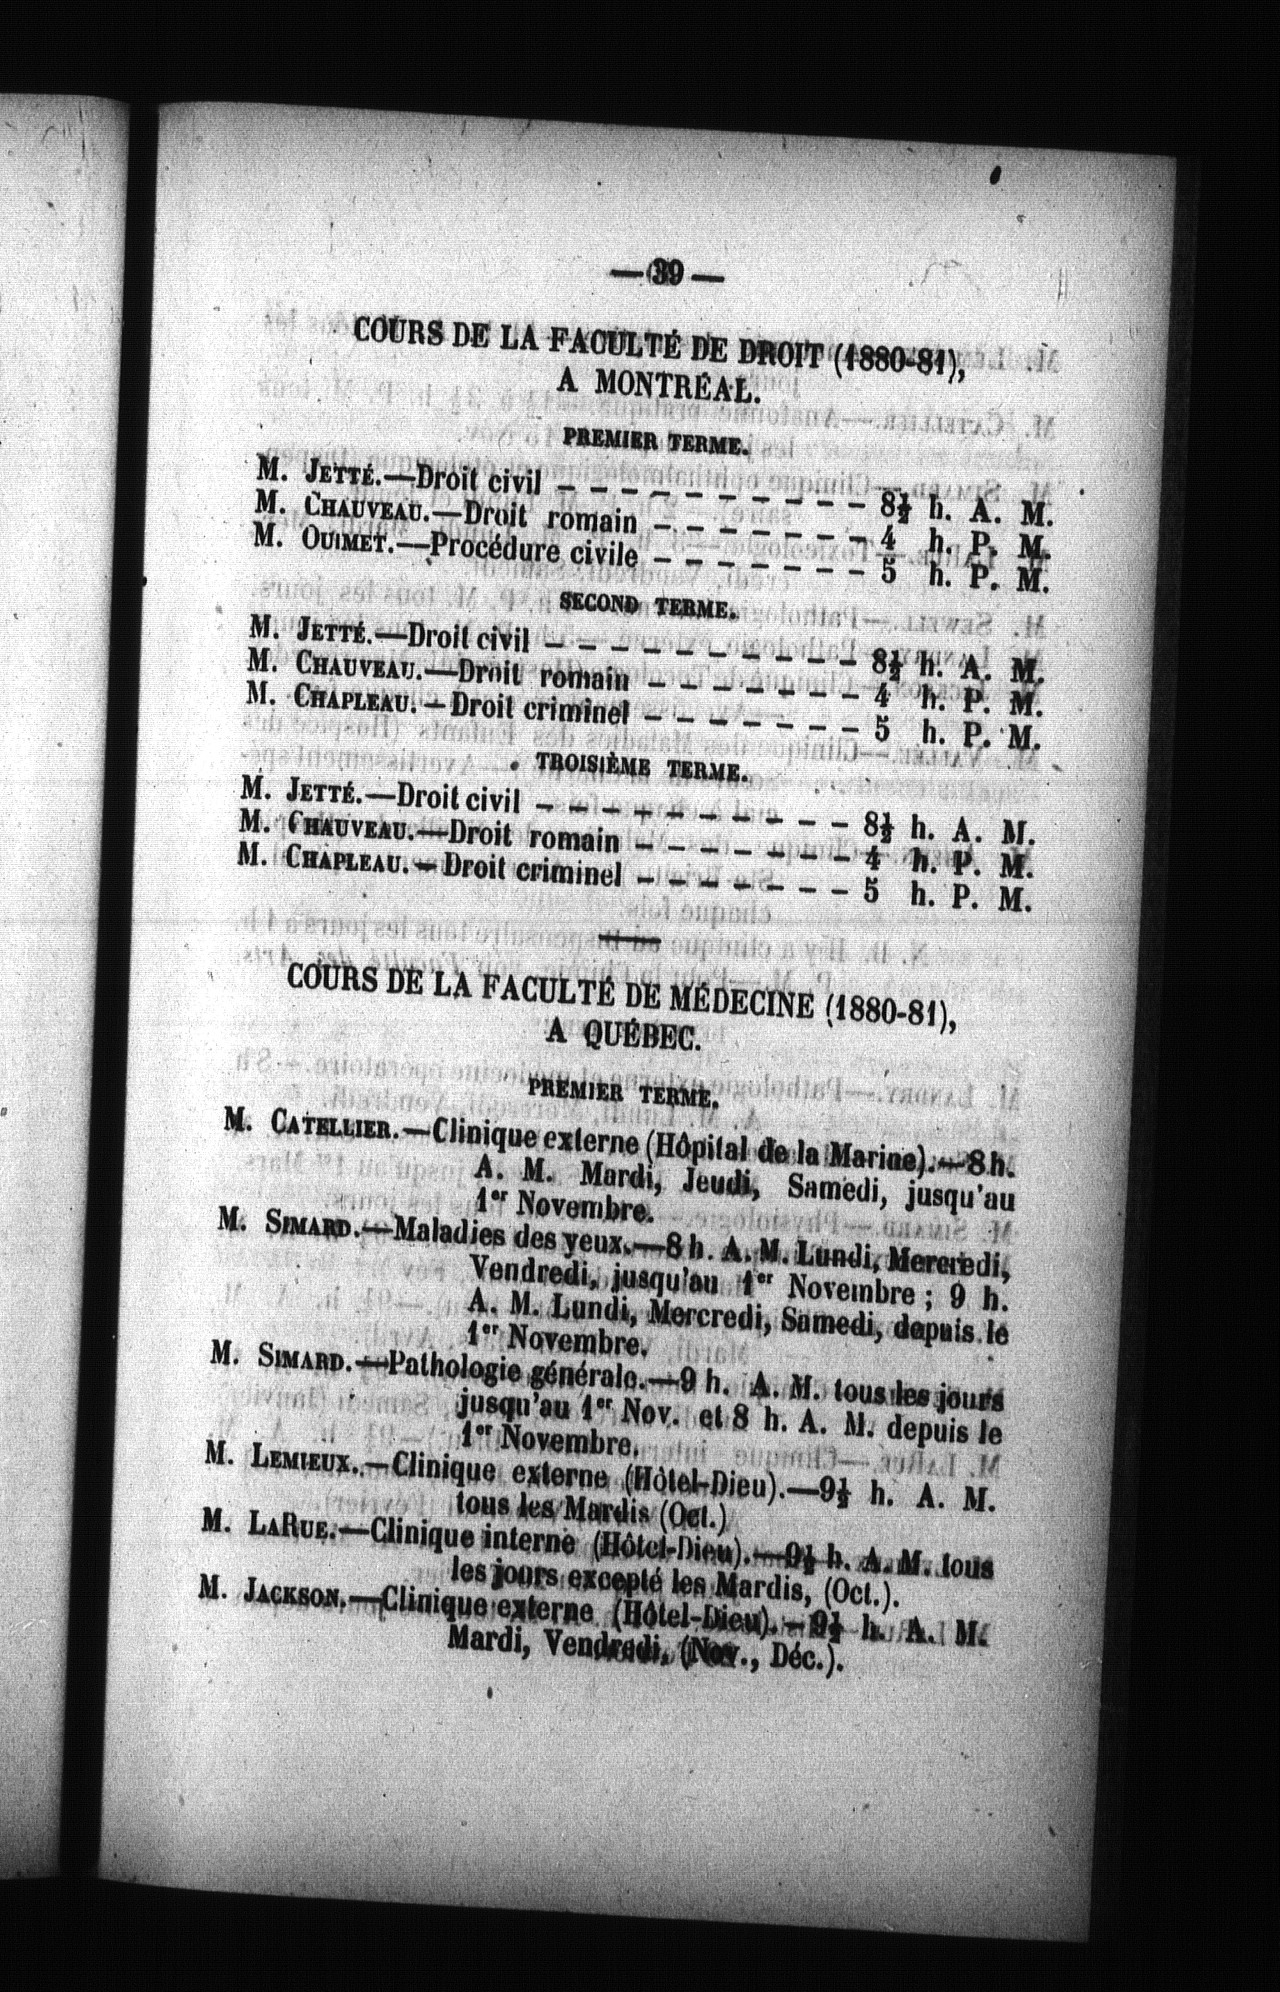 — 39 —
COURS DE LA FACULTÉ DE DROIT (1880-81),
A MONTRÉAL.
PREMIER TERME.
M. JETTÉ.—Droit civil – – – – – – – – – – 8½ h. A. M.
M. CHAUVEAU.—Droit romain – – – – – – – 4 h. P. M.
M. OUIMET.—Procédure civile – – – – – – – 5 h. P. M.
SECOND TERME.
M. JETTÉ.—Droit civil – – – – – – – – – – 8½ h. A. M.
M. CHAUVEAU.—Droit romain – – – – – – – 4 h. P. M.
M. CHAPLEAU.—Droit criminel – – – – – – – 5 h. P. M.
TROISIÈME TERME.
M. JETTÉ.—Droit civil – – – – – – – – – – 8½ h. A. M.
M. CHAUVEAU.—Droit romain – – – – – – – 4 h. P. M.
M. CHAPLEAU.—Droit criminel – – – – – – – 5 h. P. M.
COURS DE LA FACULTÉ DE MÉDECINE (1880-81),
A QUÉBEC.
PREMIER TERME.
M. CATELLIER.—Clinique externe (Hôpital de la Marine).—8 h.
A. M. Mardi, Jeudi, Samedi, jusqu'au
1er Novembre.
M. SIMARD.—Maladies des yeux.—8 h. A. M. Lundi, Mercredi,
Vendredi, jusqu'au 1er Novembre ; 9 h.
A. M. Lundi, Mercredi, Samedi, depuis le
1er Novembre.
M. SIMARD.—Pathologie générale.—9 h. A. M. tous les jours
jusqu'au 1er Nov. et 8 h. A. M. depuis le
1er Novembre.
M. LEMIEUX.—Clinique externe (Hôtel-Dieu).—9½ h. A. M.
tous les Mardis (Oct.)
M. LARUE.—Clinique interne (Hôtel-Dieu).—9½ h. A. M. tous
les jours excepté les Mardis, (Oct.).
M. JACKSON.—Clinique externe (Hôtel-Dieu).—9½ h. A. M.
Mardi, Vendredi, (Nov., Déc.).